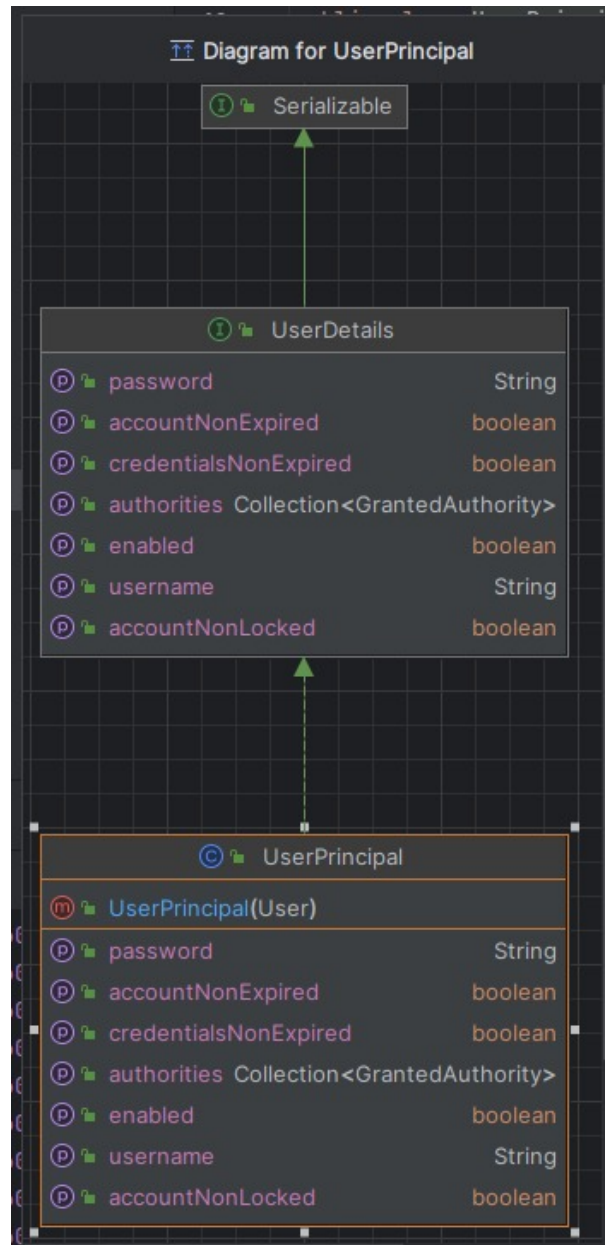 Diagram for UserPrincipal
I Serializable
I UserDetails
P password String
P accountNonExpired boolean
P credentialsNonExpired boolean
P authorities Collection<GrantedAuthority>
P enabled boolean
P username String
P accountNonLocked boolean
C UserPrincipal
m UserPrincipal(User)
P password String
P accountNonExpired boolean
P credentialsNonExpired boolean
P authorities Collection<GrantedAuthority>
P enabled boolean
P username String
P accountNonLocked boolean